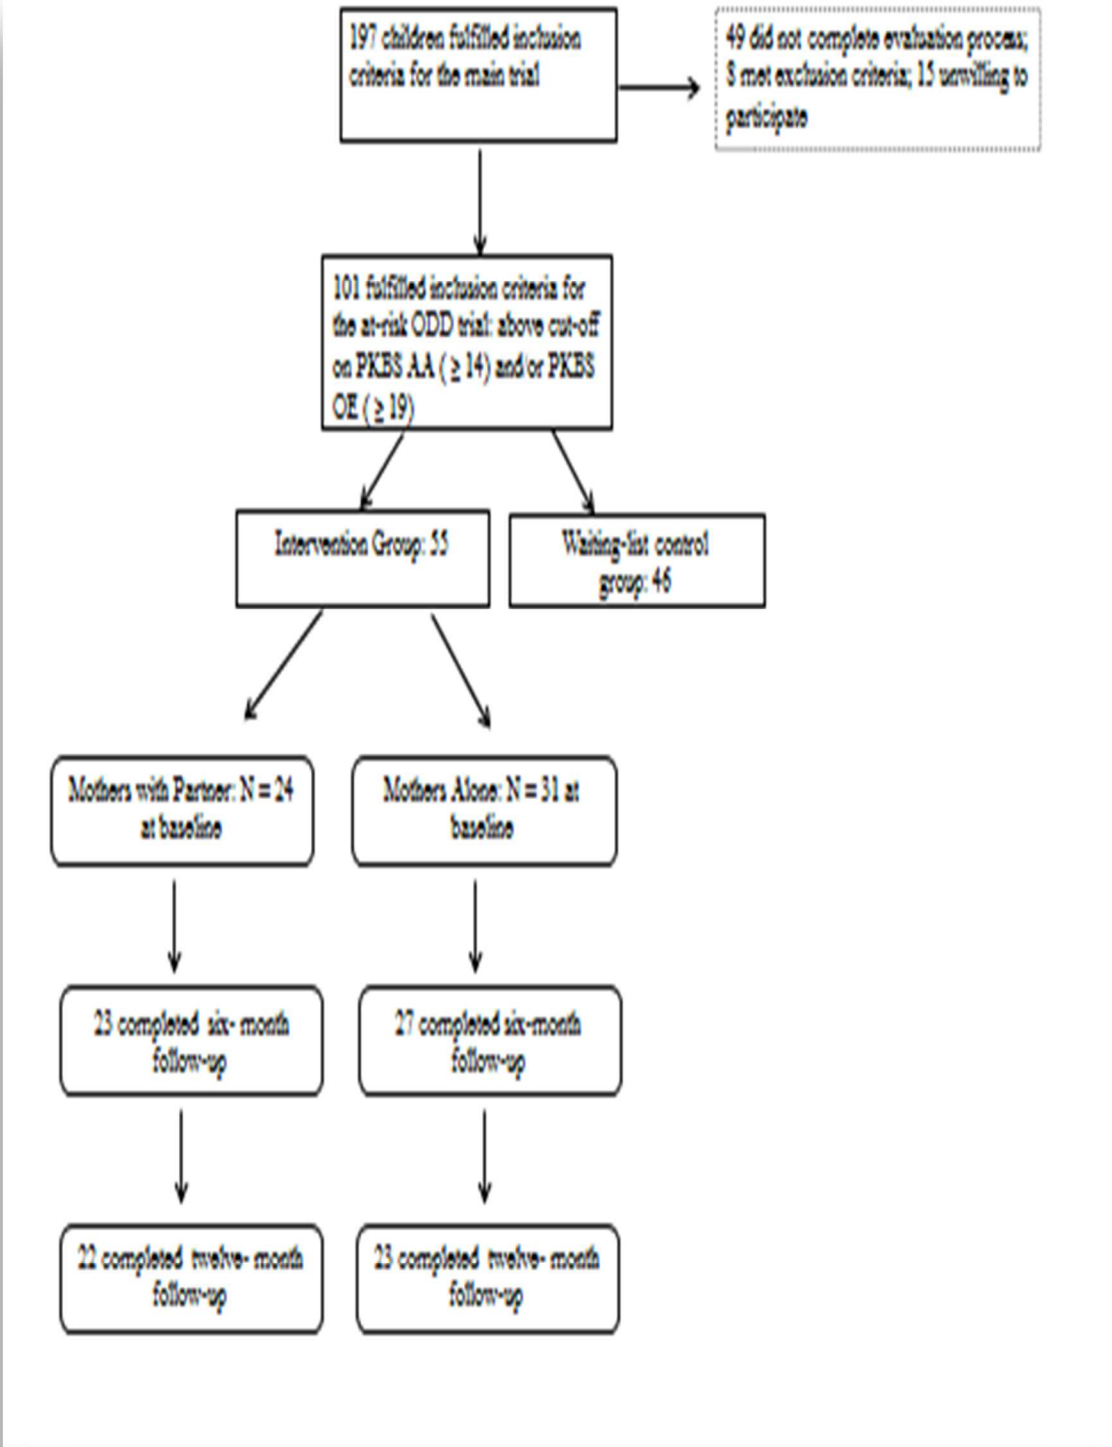 197 children fulfilled inclusion
criteria for the main trial
49 did not complete evaluation process;
8 met exclusion criteria; 15 unwilling to
participate
101 fulfilled inclusion criteria for
the at-risk ODD trial: above cut-off
on PKBS AA ( ≥ 14) and/or PKBS
OE ( ≥ 19)
Intervention Group: 55
Waiting-list control
group: 46
Mothers with Partner: N = 24
at baseline
Mothers Alone: N = 31 at
baseline
23 completed six- month
follow-up
27 completed six-month
follow-up
22 completed twelve- month
follow-up
23 completed twelve- month
follow-up